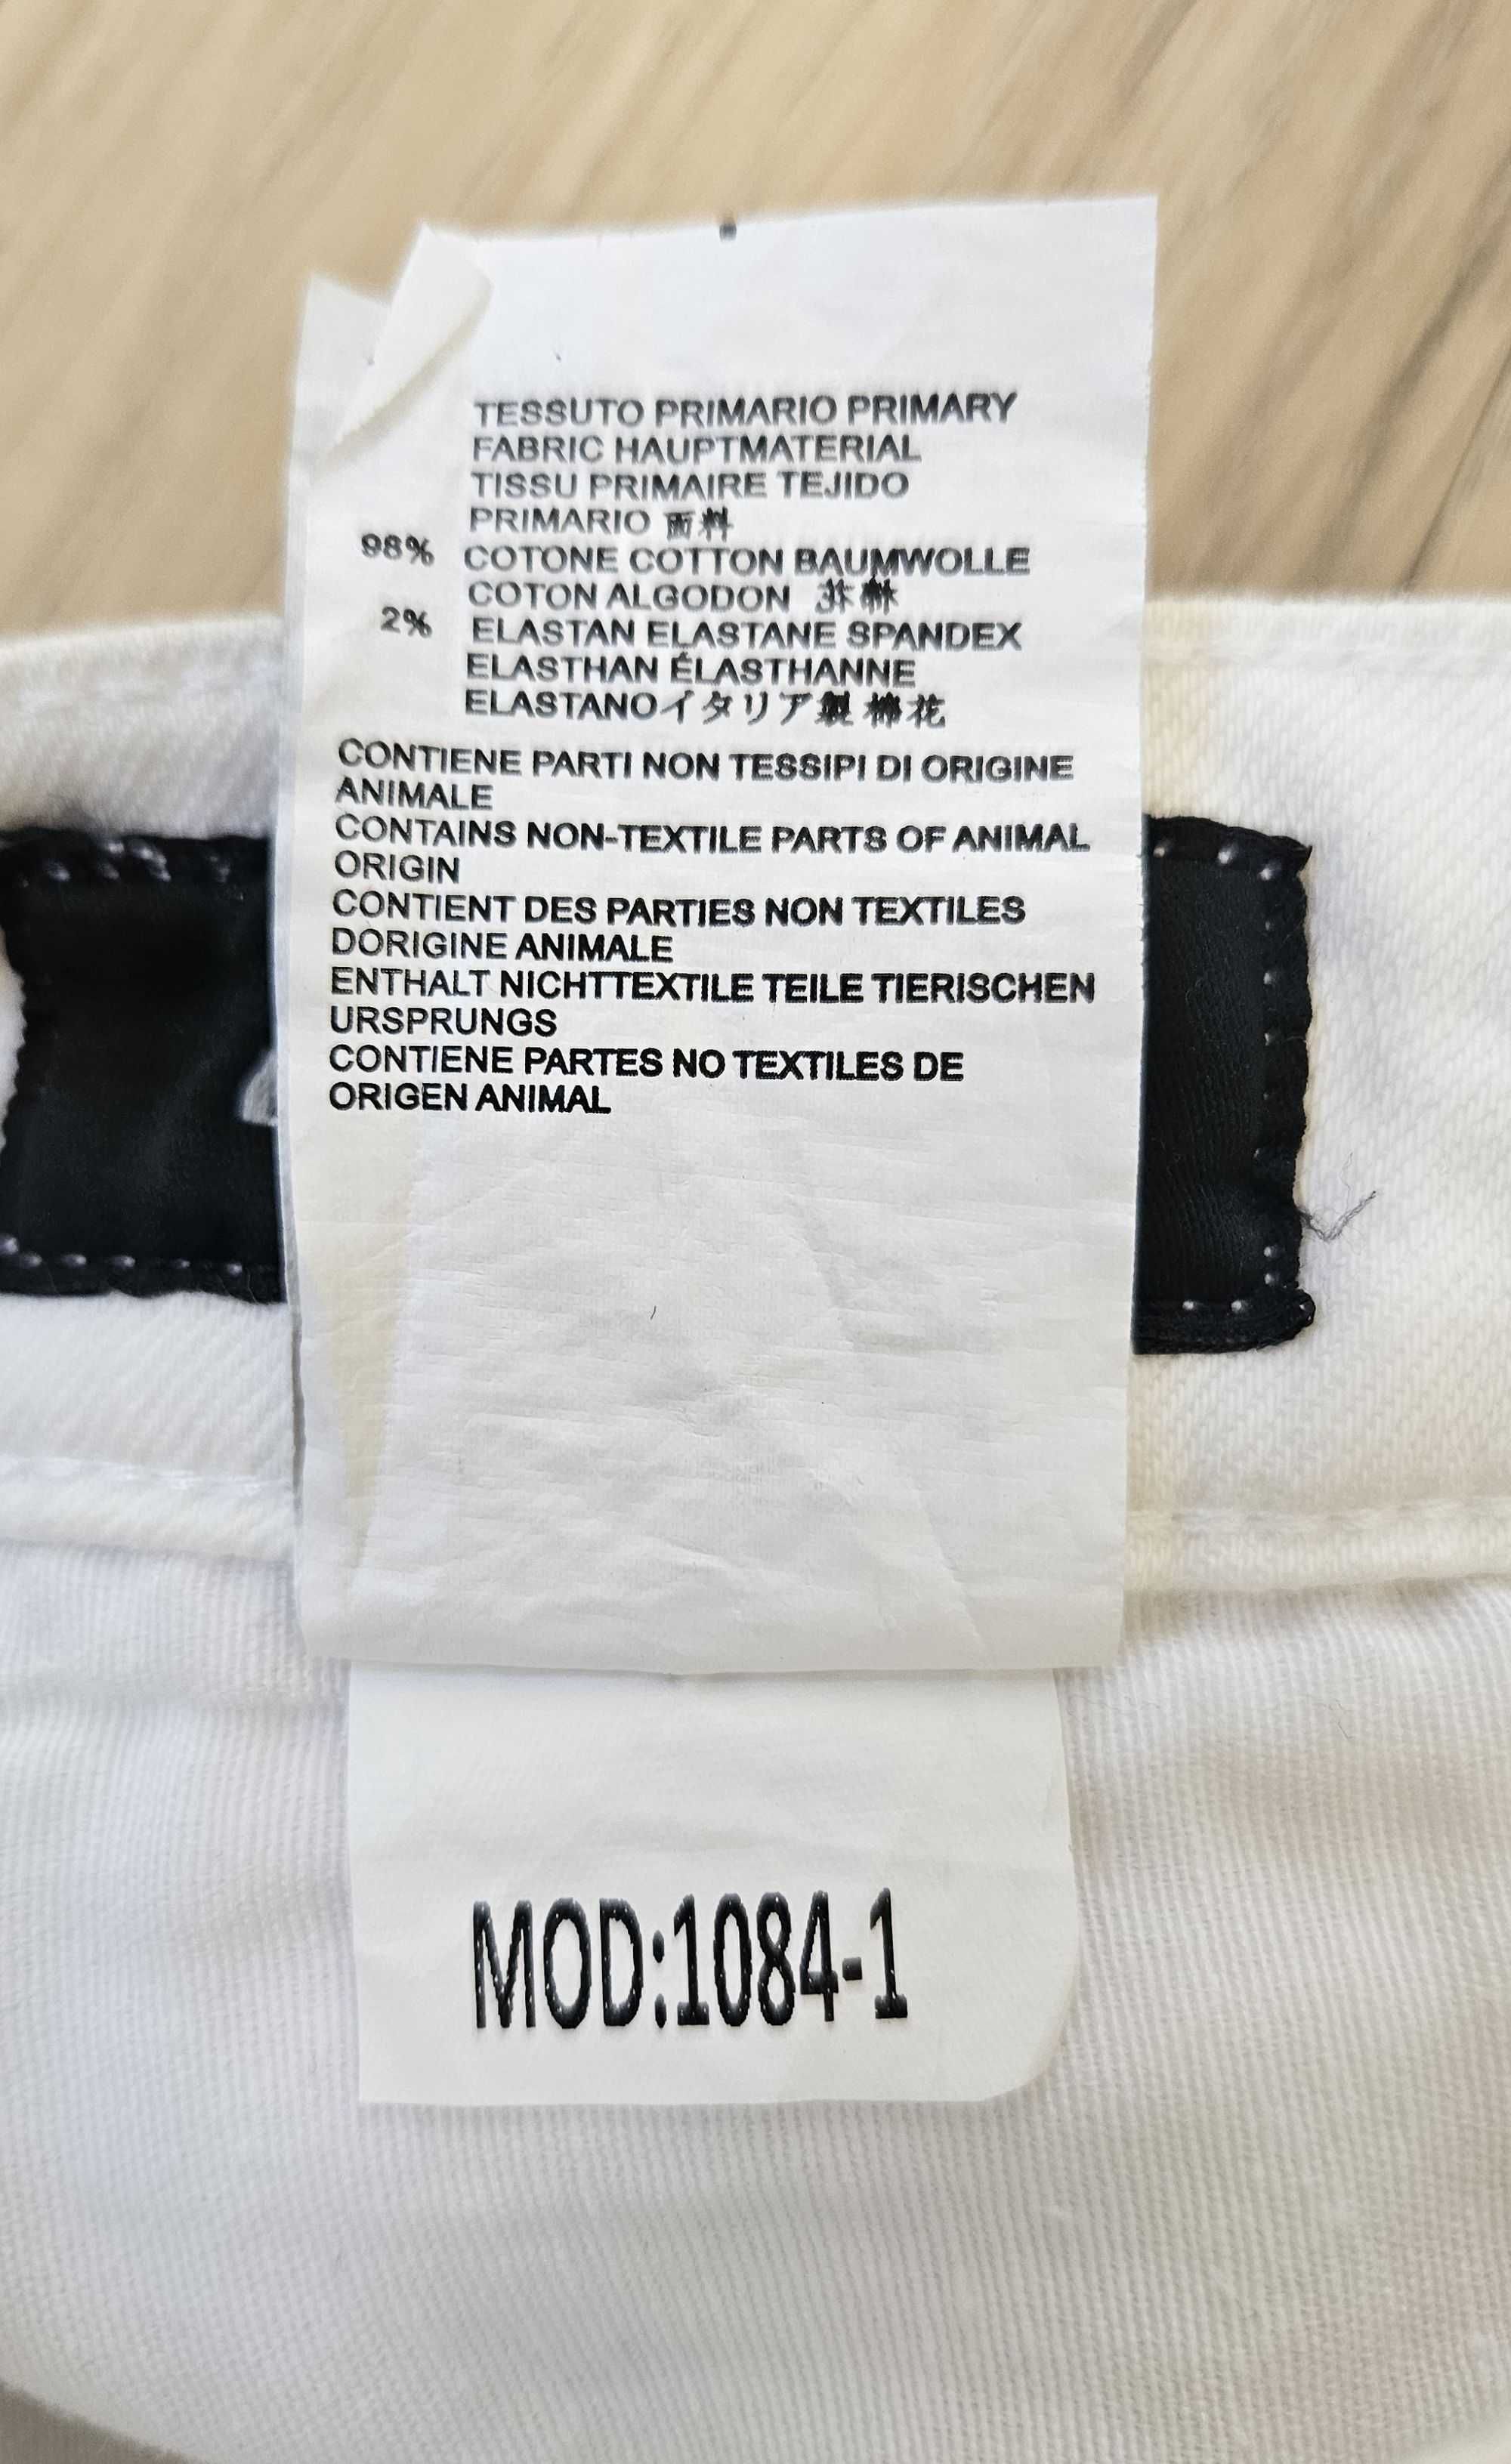 TESSUTO PRIMARIO PRIMARY
FABRIC HAUPTMATERIAL
TISSU PRIMAIRE TEJIDO
PRIMARIO 面料
98% COTONE COTTON BAUMWOLLE
COTON ALGODON
2% ELASTAN ELASTANE SPANDEX
ELASTHAN ÉLASTHANNE
ELASTANOイタリア製 棉花
CONTIENE PARTI NON TESSIPI DI ORIGINE
ANIMALE
CONTAINS NON-TEXTILE PARTS OF ANIMAL
ORIGIN
CONTIENT DES PARTIES NON TEXTILES
DORIGINE ANIMALE
ENTHALT NICHTTEXTILE TEILE TIERISCHEN
URSPRUNGS
CONTIENE PARTES NO TEXTILES DE
ORIGEN ANIMAL
MOD:1084-1